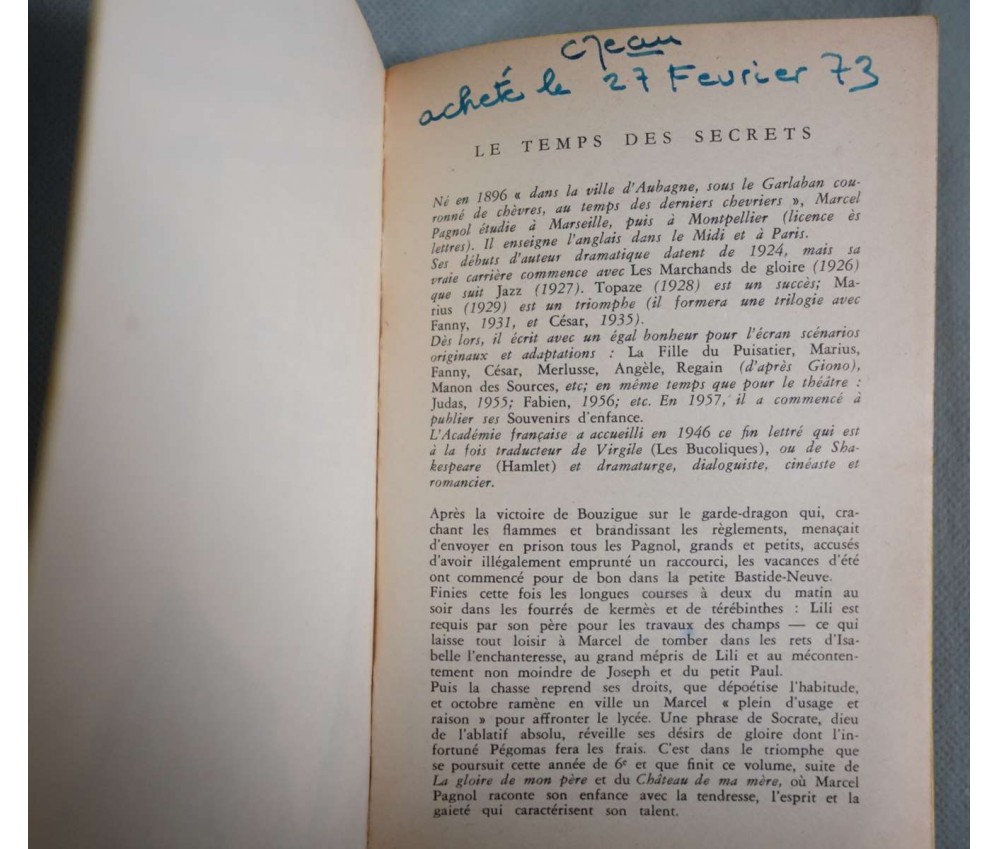 Jean
acheté le 27 Fevrier 73
LE TEMPS DES SECRETS
Né en 1896 « dans la ville d'Aubagne, sous le Garlaban cou-
ronné de chèvres, au temps des derniers chevriers », Marcel
Pagnol étudie à Marseille, puis à Montpellier (licence ès
lettres). Il enseigne l'anglais dans le Midi et à Paris.
Ses débuts d'auteur dramatique datent de 1924, mais sa
vraie carrière commence avec Les Marchands de gloire (1926)
que suit Jazz (1927). Topaze (1928) est un succès; Ma-
rius (1929) est un triomphe (il formera une trilogie avec
Fanny, 1931, et César, 1935).
Dès lors, il écrit avec un égal bonheur pour l'écran scénarios
originaux et adaptations : La Fille du Puisatier, Marius,
Fanny, César, Merlusse, Angèle, Regain (d'après Giono),
Manon des Sources, etc; en même temps que pour le théâtre :
Judas, 1955; Fabien, 1956; etc. En 1957, il a commencé à
publier ses Souvenirs d'enfance.
L'Académie française a accueilli en 1946 ce fin lettré qui est
à la fois traducteur de Virgile (Les Bucoliques), ou de Sha-
kespeare (Hamlet) et dramaturge, dialoguiste, cinéaste et
romancier.
Après la victoire de Bouzigue sur le garde-dragon qui, cra-
chant les flammes et brandissant les règlements, menaçait
d'envoyer en prison tous les Pagnol, grands et petits, accusés
d'avoir illégalement emprunté un raccourci, les vacances d'été
ont commencé pour de bon dans la petite Bastide-Neuve.
Finies cette fois les longues courses à deux du matin au
soir dans les fourrés de kermès et de térébinthes : Lili est
requis par son père pour les travaux des champs — ce qui
laisse tout loisir à Marcel de tomber dans les rets d'Isa-
belle l'enchanteresse, au grand mépris de Lili et au méconten-
tement non moindre de Joseph et du petit Paul.
Puis la chasse reprend ses droits, que dépoétise l'habitude,
et octobre ramène en ville un Marcel « plein d'usage et
raison » pour affronter le lycée. Une phrase de Socrate, dieu
de l'ablatif absolu, réveille ses désirs de gloire dont l'in-
fortuné Pégomas fera les frais. C'est dans le triomphe que
se poursuit cette année de 6e et que finit ce volume, suite de
La gloire de mon père et du Château de ma mère, où Marcel
Pagnol raconte son enfance avec la tendresse, l'esprit et la
gaieté qui caractérisent son talent.